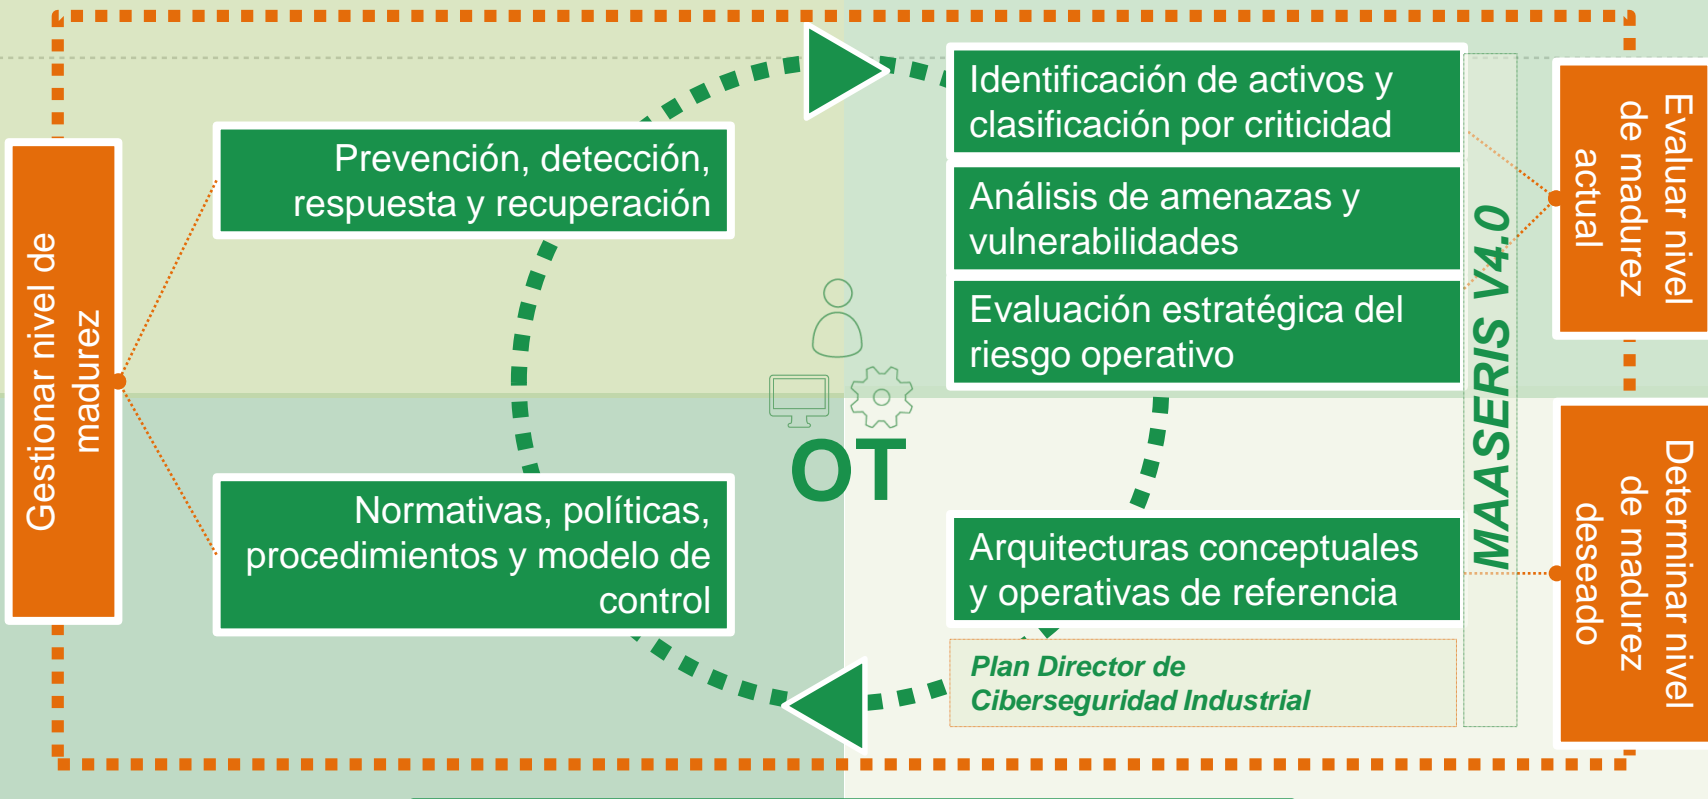 Gestionar nivel de
madurez
Prevención, detección,
respuesta y recuperación
Normativas, políticas,
procedimientos y modelo de
control
OT
Identificación de activos y
clasificación por criticidad
Análisis de amenazas y
vulnerabilidades
Evaluación estratégica del
riesgo operativo
Arquitecturas conceptuales
y operativas de referencia
Plan Director de
Ciberseguridad Industrial
MAASERIS V4.0
Evaluar nivel
de madurez
actual
Determinar nivel
de madurez
deseado